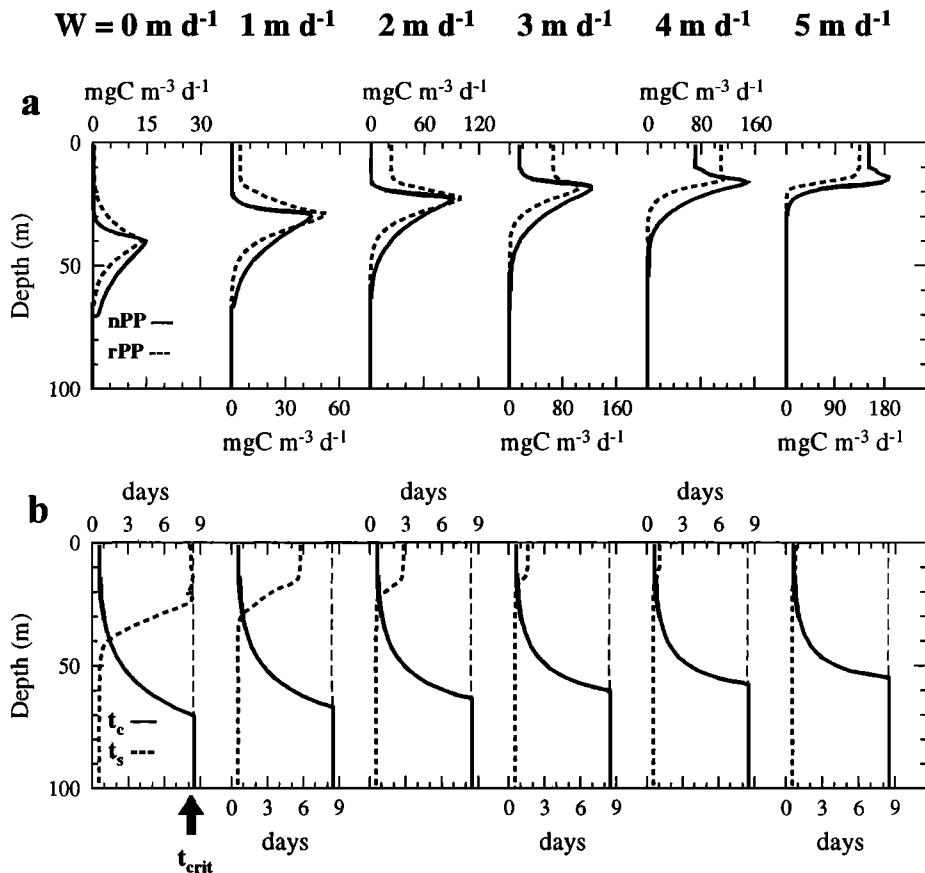 W = 0 m d⁻¹ 1 m d⁻¹ 2 m d⁻¹ 3 m d⁻¹ 4 m d⁻¹ 5 m d⁻¹
a
mgC m⁻³ d⁻¹ mgC m⁻³ d⁻¹ mgC m⁻³ d⁻¹
0 15 30 0 60 120 0 80 160
0
50
100
Depth (m)
nPP
rPP
0 30 60 0 80 160 0 90 180
mgC m⁻³ d⁻¹ mgC m⁻³ d⁻¹ mgC m⁻³ d⁻¹
b
days days days
0 3 6 9 0 3 6 9 0 3 6 9
0
50
100
Depth (m)
t_c
t_s
0 3 6 9 0 3 6 9 0 3 6 9
days days days
t_crit